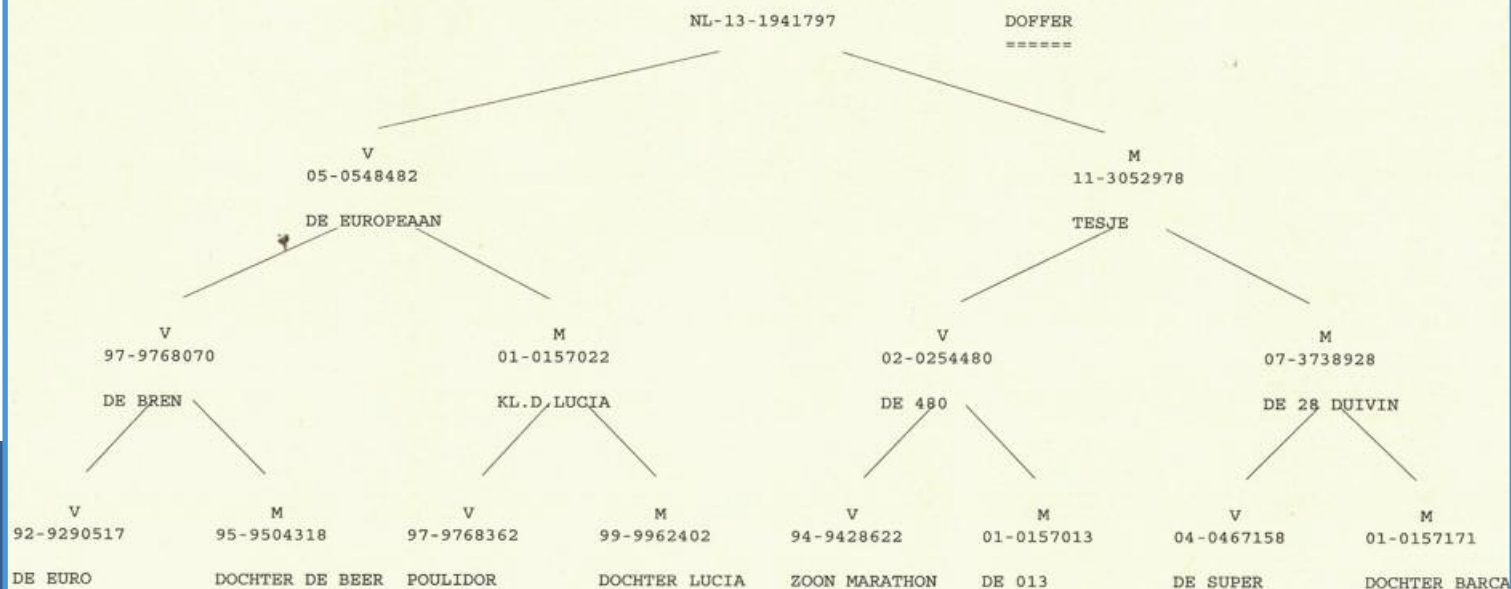 NL-13-1941797 DOFFER
======
V M
05-0548482 11-3052978
DE EUROPEAAN TESJE
V M V M
97-9768070 01-0157022 02-0254480 07-3738928
DE BREN KL.D.LUCIA DE 480 DE 28 DUIVIN
V M V M V M V M
92-9290517 95-9504318 97-9768362 99-9962402 94-9428622 01-0157013 04-0467158 01-0157171
DE EURO DOCHTER DE BEER POULIDOR DOCHTER LUCIA ZOON MARATHON DE 013 DE SUPER DOCHTER BARCA